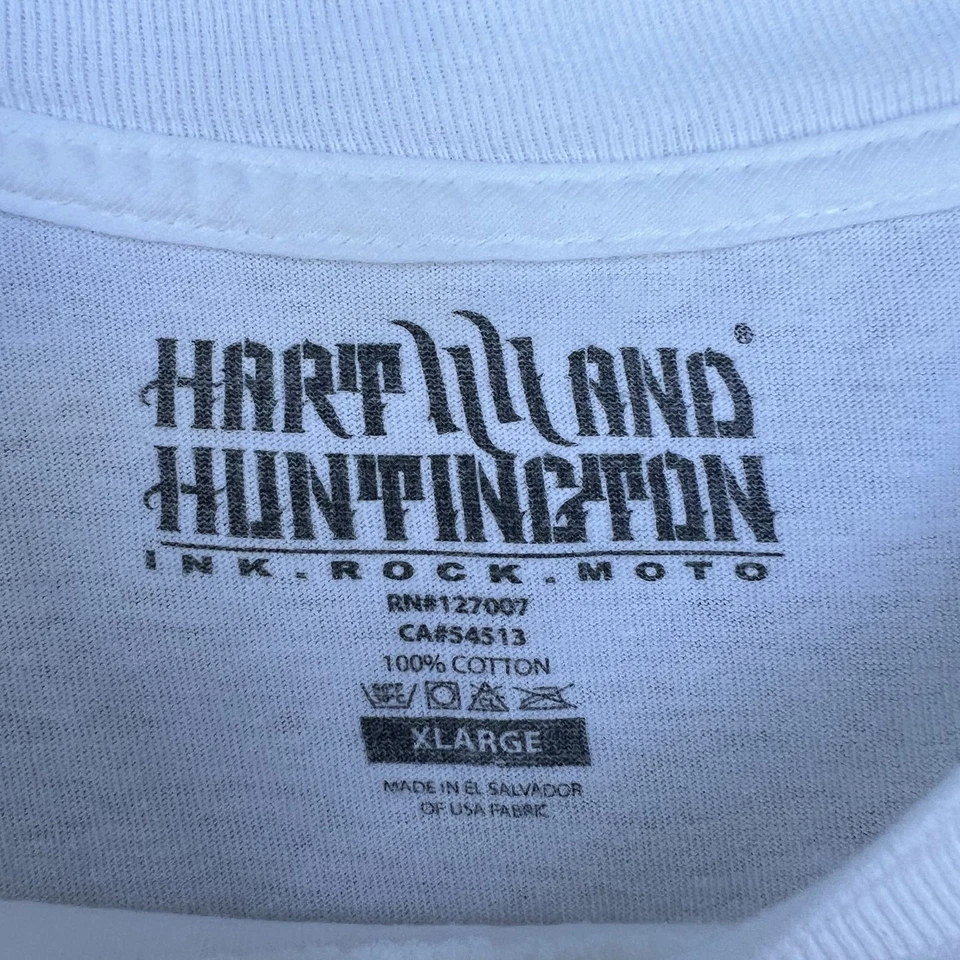 HART AND ®
HUNTINGTON
INK.ROCK.MOTO
RN#127007
CA#54513
100% COTTON
XLARGE
MADE IN EL SALVADOR
OF USA FABRIC